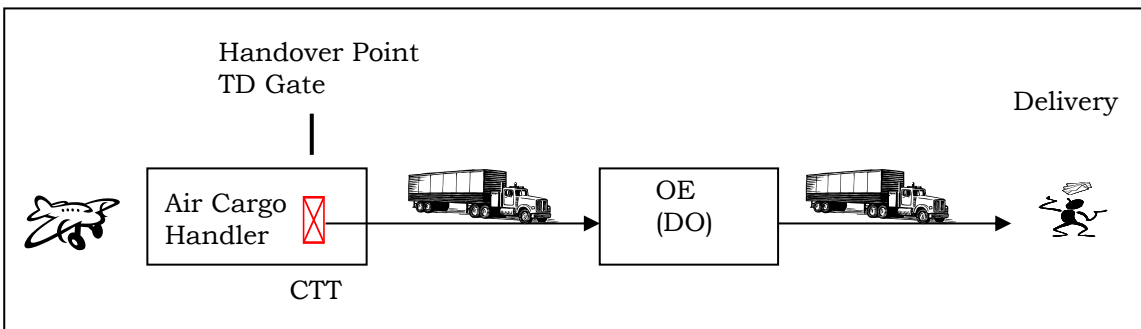 Handover Point
TD Gate
Delivery
Air Cargo
Handler
OE
(DO)
CTT